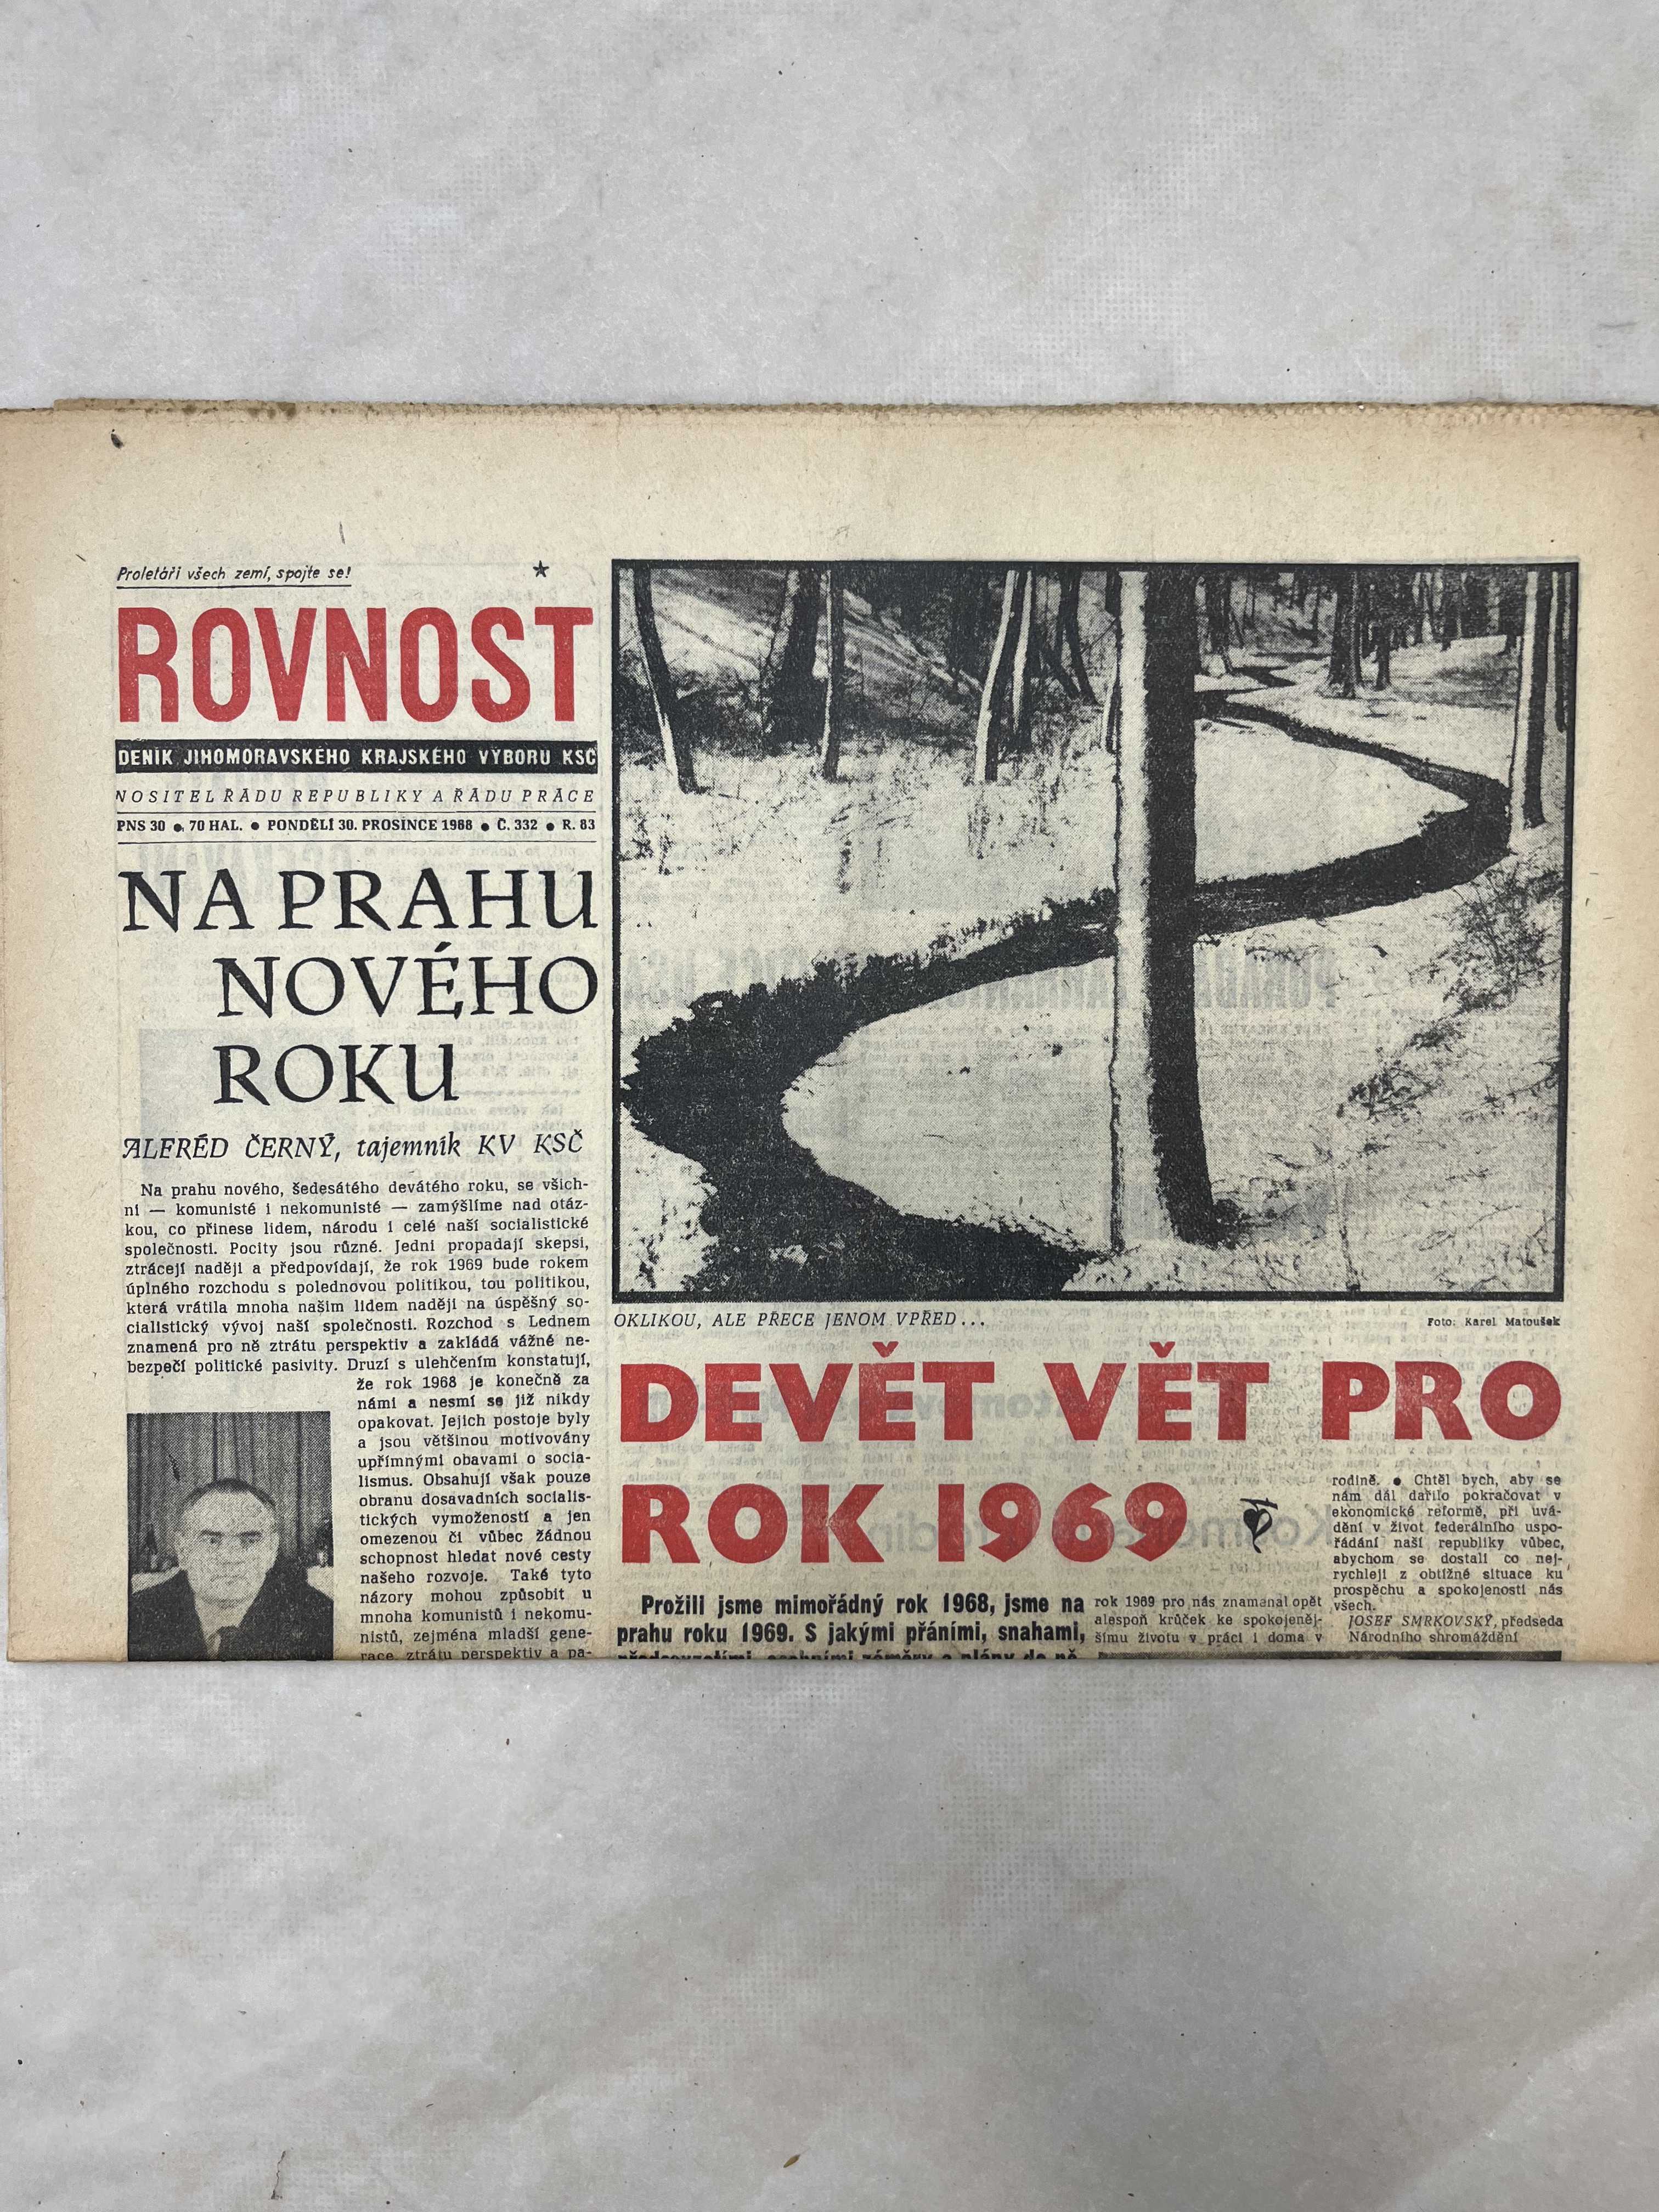 Proletáři všech zemí, spojte se!
ROVNOST
DENÍK JIHOMORAVSKÉHO KRAJSKÉHO VÝBORU KSČ
NOSITEL ŘÁDU REPUBLIKY A ŘÁDU PRÁCE
PNS 30 ● 70 HAL. ● PONDĚLÍ 30. PROSINCE 1968 ● Č. 332 ● R. 83
NA PRAHU
NOVÉHO
ROKU
ALFRÉD ČERNÝ, tajemník KV KSČ
Na prahu nového, šedesátého devátého roku, se všich-
ni — komunisté i nekomunisté — zamýšlíme nad otáz-
kou, co přinese lidem, národu i celé naší socialistické
společnosti. Pocity jsou různé. Jedni propadají skepsi,
ztrácejí naději a předpovídají, že rok 1969 bude rokem
úplného rozchodu s polednovou politikou, tou politikou,
která vrátila mnoha našim lidem naději na úspěšný so-
cialistický vývoj naší společnosti. Rozchod s Lednem
znamená pro ně ztrátu perspektiv a zakládá vážné ne-
bezpečí politické pasivity. Druzí s ulehčením konstatují,
že rok 1968 je konečně za
námi a nesmí se již nikdy
opakovat. Jejich postoje byly
a jsou většinou motivovány
upřímnými obavami o socia-
lismus. Obsahují však pouze
obranu dosavadních socialis-
tických vymožeností a jen
omezenou či vůbec žádnou
schopnost hledat nové cesty
našeho rozvoje. Také tyto
názory mohou způsobit u
mnoha komunistů i nekomu-
nistů, zejména mladší gene-
race, ztrátu perspektiv a pa-
OKLIKOU, ALE PŘECE JENOM VPŘED...
Foto: Karel Matoušek
DEVĚT VĚT PRO
ROK 1969
Prožili jsme mimořádný rok 1968, jsme na
prahu roku 1969. S jakými přáními, snahami,
předsevzetími, osobními záměry a plány do ně-
rok 1969 pro nás znamenal opět
alespoň krůček ke spokojeněj-
šímu životu v práci i doma v
rodině. ● Chtěl bych, aby se
nám dál dařilo pokračovat v
ekonomické reformě, při uvá-
dění v život federálního uspo-
řádání naší republiky vůbec,
abychom se dostali co nej-
rychleji z obtížné situace ku
prospěchu a spokojenosti nás
všech.
JOSEF SMRKOVSKÝ, předseda
Národního shromáždění